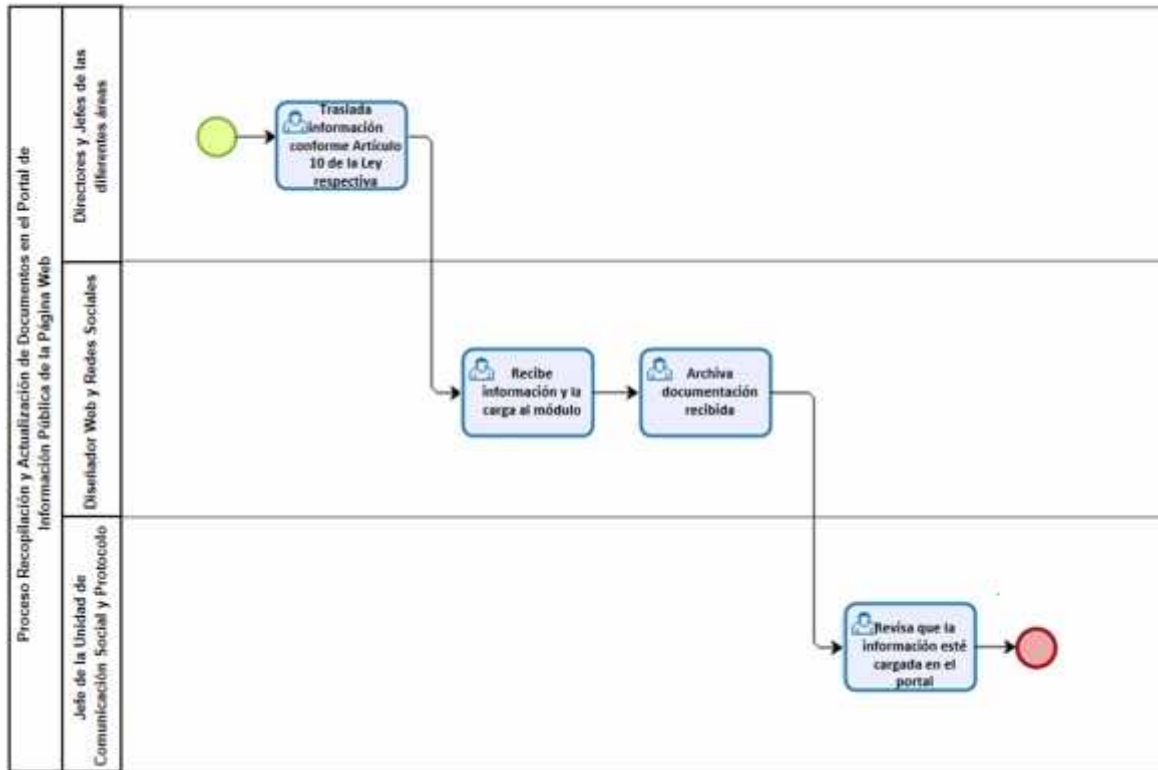 Proceso Recopilación y Actualización de Documentos en el Portal de
Información Pública de la Página Web
Directores y Jefes de las
diferentes áreas
Traslada
información
conforme Artículo
10 de la Ley
respectiva
Diseñador Web y Redes Sociales
Recibe
información y la
carga al módulo
Archiva
documentación
recibida
Jefe de la Unidad de
Comunicación Social y Protocolo
Revisa que la
información esté
cargada en el
portal